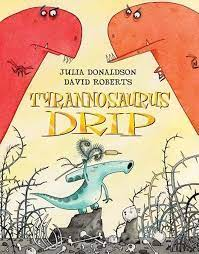 JULIA DONALDSON
DAVID ROBERTS
TYRANNOSAURUS
DRIP